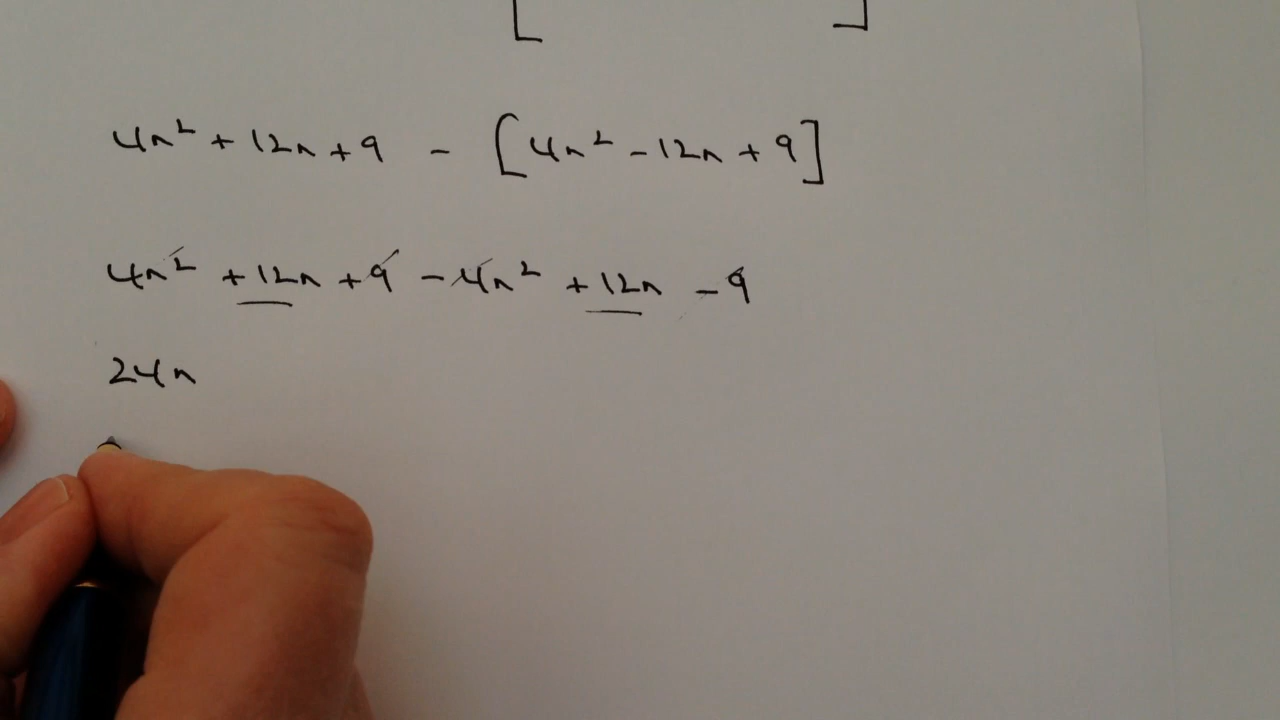 [ ]
4n² + 12n + 9 - [4n² - 12n + 9]
4n² + 12n + 9 - 4n² + 12n - 9
24n